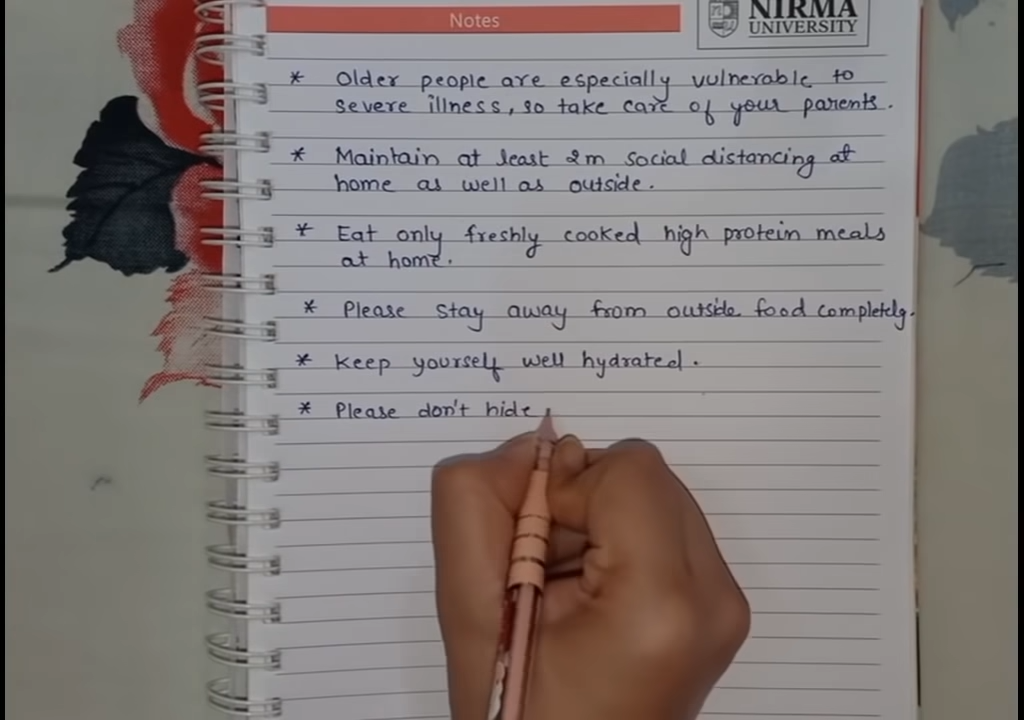 Notes
NIRMA
UNIVERSITY
* Older people are especially vulnerable to
severe illness, so take care of your parents.
* Maintain at least 2m social distancing at
home as well as outside.
* Eat only freshly cooked high protein meals
at home.
* Please stay away from outside food completely.
* Keep yourself well hydrated.
* Please don't hide